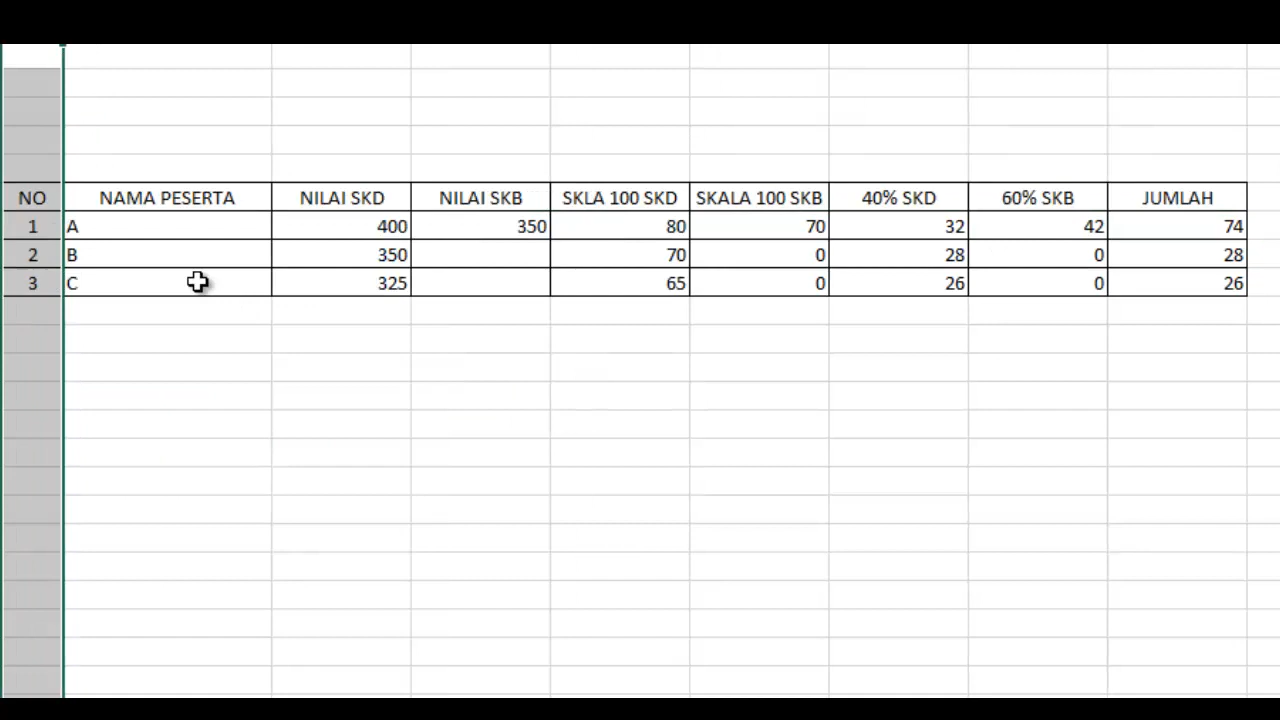 NO NAMA PESERTA NILAI SKD NILAI SKB SKLA 100 SKD SKALA 100 SKB 40% SKD 60% SKB JUMLAH
1 A 400 350 80 70 32 42 74
2 B 350 70 0 28 0 28
3 C 325 65 0 26 0 26